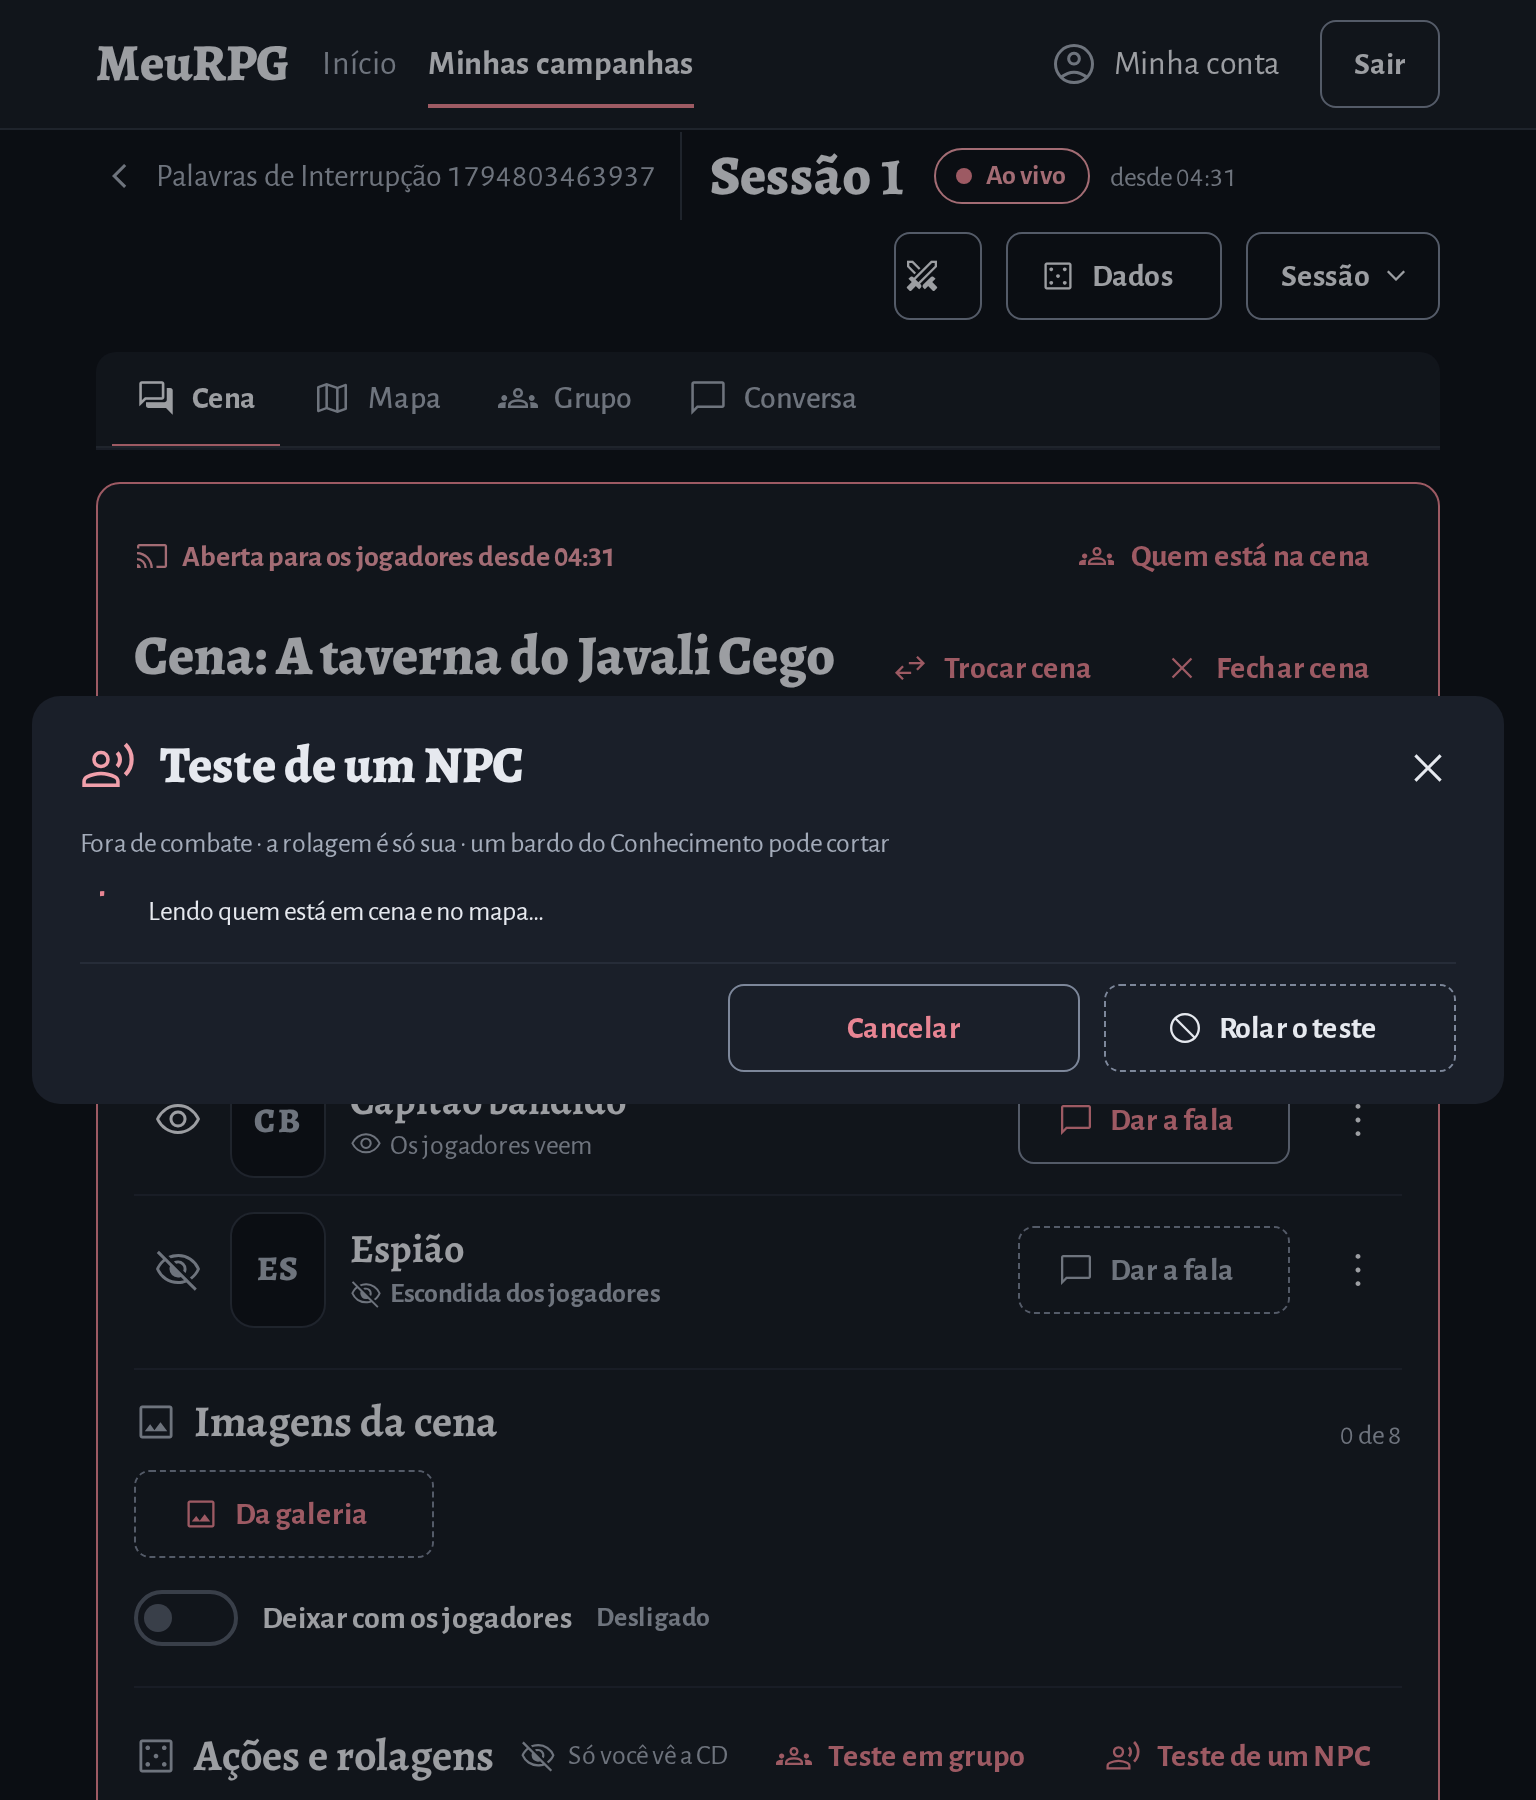 MeuRPG Início Minhas campanhas Minha conta Sair
Palavras de Interrupção 1794803463937 Sessão 1 Ao vivo desde 04:31
Dados Sessão
Cena Mapa Grupo Conversa
Aberta para os jogadores desde 04:31 Quem está na cena
Cena: A taverna do Javali Cego Trocar cena Fechar cena
Teste de um NPC
Fora de combate · a rolagem é só sua · um bardo do Conhecimento pode cortar
Lendo quem está em cena e no mapa...
Cancelar Rolar o teste
CB Capitão bandido Dar a fala
Os jogadores veem
ES Espião Dar a fala
Escondida dos jogadores
Imagens da cena 0 de 8
Da galeria
Deixar com os jogadores Desligado
Ações e rolagens Só você vê a CD Teste em grupo Teste de um NPC